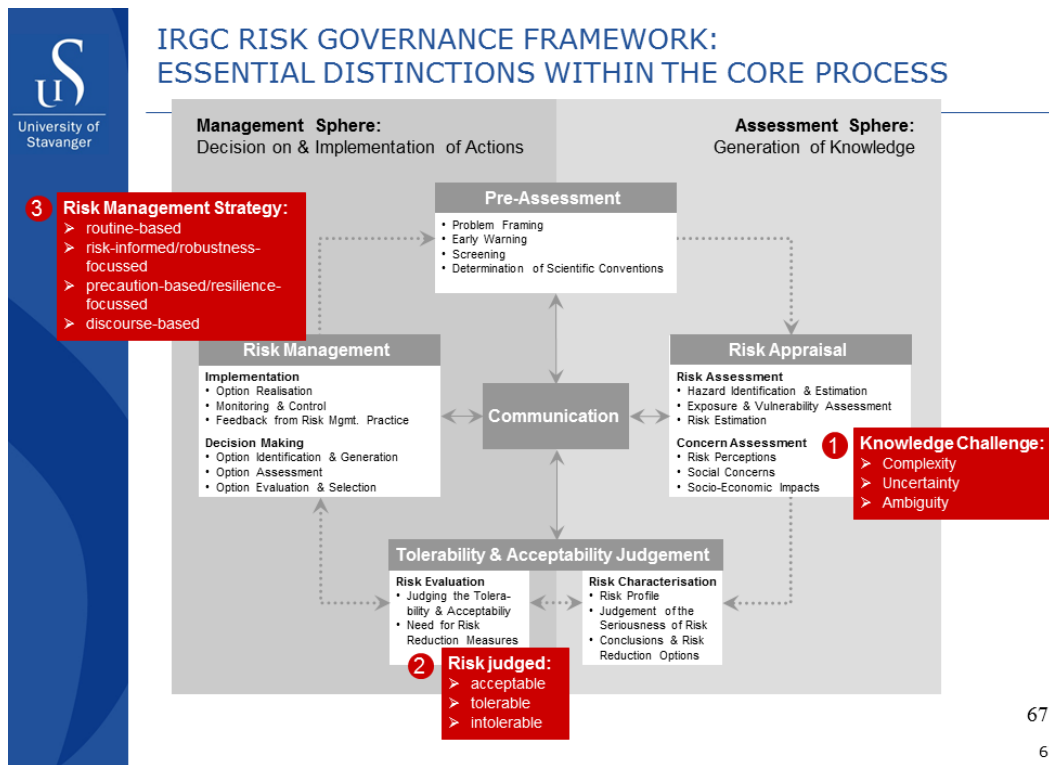 IRGC RISK GOVERNANCE FRAMEWORK:
ESSENTIAL DISTINCTIONS WITHIN THE CORE PROCESS
US
University of
Stavanger
Management Sphere:
Decision on & Implementation of Actions
Assessment Sphere:
Generation of Knowledge
Pre-Assessment
• Problem Framing
• Early Warning
• Screening
• Determination of Scientific Conventions
3
Risk Management Strategy:
➢ routine-based
➢ risk-informed/robustness-
focussed
➢ precaution-based/resilience-
focussed
➢ discourse-based
Risk Management
Implementation
• Option Realisation
• Monitoring & Control
• Feedback from Risk Mgmt. Practice
Decision Making
• Option Identification & Generation
• Option Assessment
• Option Evaluation & Selection
Communication
Risk Appraisal
Risk Assessment
• Hazard Identification & Estimation
• Exposure & Vulnerability Assessment
• Risk Estimation
Concern Assessment
• Risk Perceptions
• Social Concerns
• Socio-Economic Impacts
1
Knowledge Challenge:
➢ Complexity
➢ Uncertainty
➢ Ambiguity
Tolerability & Acceptability Judgement
Risk Evaluation
• Judging the Tolera-
bility & Acceptabiliy
• Need for Risk
Reduction Measures
Risk Characterisation
• Risk Profile
• Judgement of the
Seriousness of Risk
• Conclusions & Risk
Reduction Options
2
Risk judged:
➢ acceptable
➢ tolerable
➢ intolerable
67
6